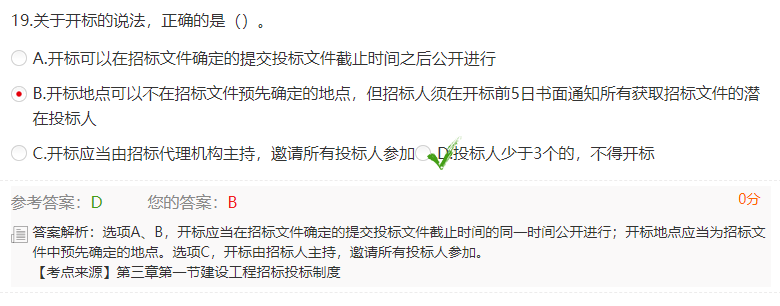 19.关于开标的说法，正确的是（）。
A.开标可以在招标文件确定的提交投标文件截止时间之后公开进行
B.开标地点可以不在招标文件预先确定的地点，但招标人须在开标前5日书面通知所有获取招标文件的潜
在投标人
C.开标应当由招标代理机构主持，邀请所有投标人参加 D.投标人少于3个的，不得开标
参考答案：D 您的答案：B 0分
答案解析：选项A、B，开标应当在招标文件确定的提交投标文件截止时间的同一时间公开进行；开标地点应当为招标文
件中预先确定的地点。选项C，开标由招标人主持，邀请所有投标人参加。
【考点来源】第三章第一节建设工程招标投标制度